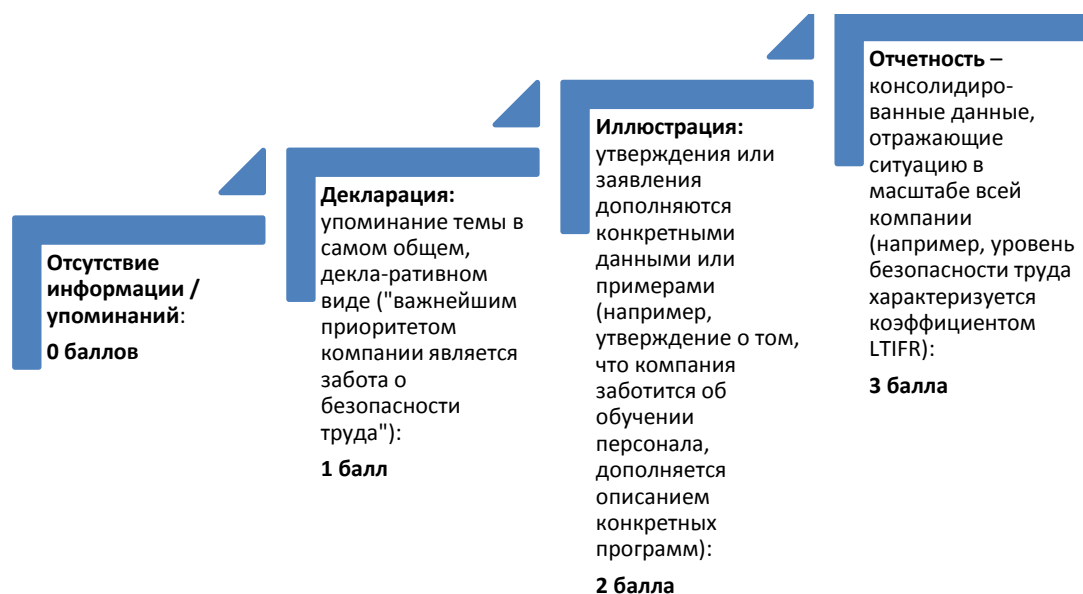 Отсутствие
информации /
упоминаний:
0 баллов
Декларация:
упоминание темы в
самом общем,
декла-ративном
виде ("важнейшим
приоритетом
компании является
забота о
безопасности
труда"):
1 балл
Иллюстрация:
утверждения или
заявления
дополняются
конкретными
данными или
примерами
(например,
утверждение о том,
что компания
заботится об
обучении
персонала,
дополняется
описанием
конкретных
программ):
2 балла
Отчетность –
консолидиро-
ванные данные,
отражающие
ситуацию в
масштабе всей
компании
(например, уровень
безопасности труда
характеризуется
коэффициентом
LTIFR):
3 балла